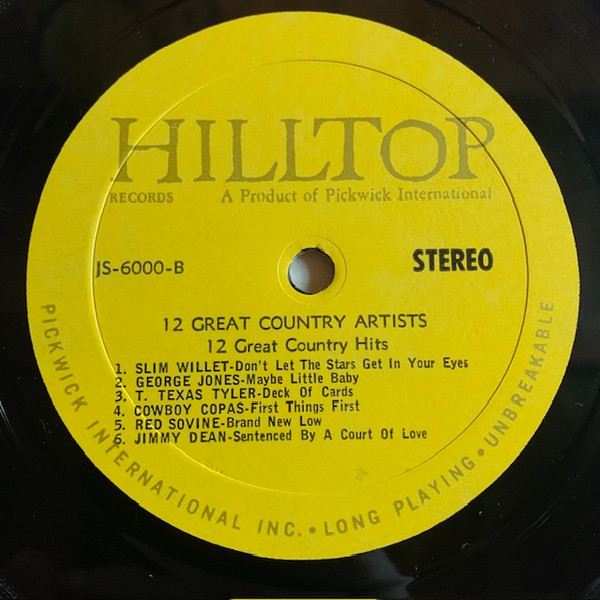 HILLTOP
RECORDS A Product of Pickwick International
JS-6000-B STEREO
12 GREAT COUNTRY ARTISTS
12 Great Country Hits
1. SLIM WILLET-Don't Let The Stars Get In Your Eyes
2. GEORGE JONES-Maybe Little Baby
3. T. TEXAS TYLER-Deck Of Cards
4. COWBOY COPAS-First Things First
5. RED SOVINE-Brand New Low
6. JIMMY DEAN-Sentenced By A Court Of Love
PICKWICK INTERNATIONAL INC. • LONG PLAYING • UNBREAKABLE